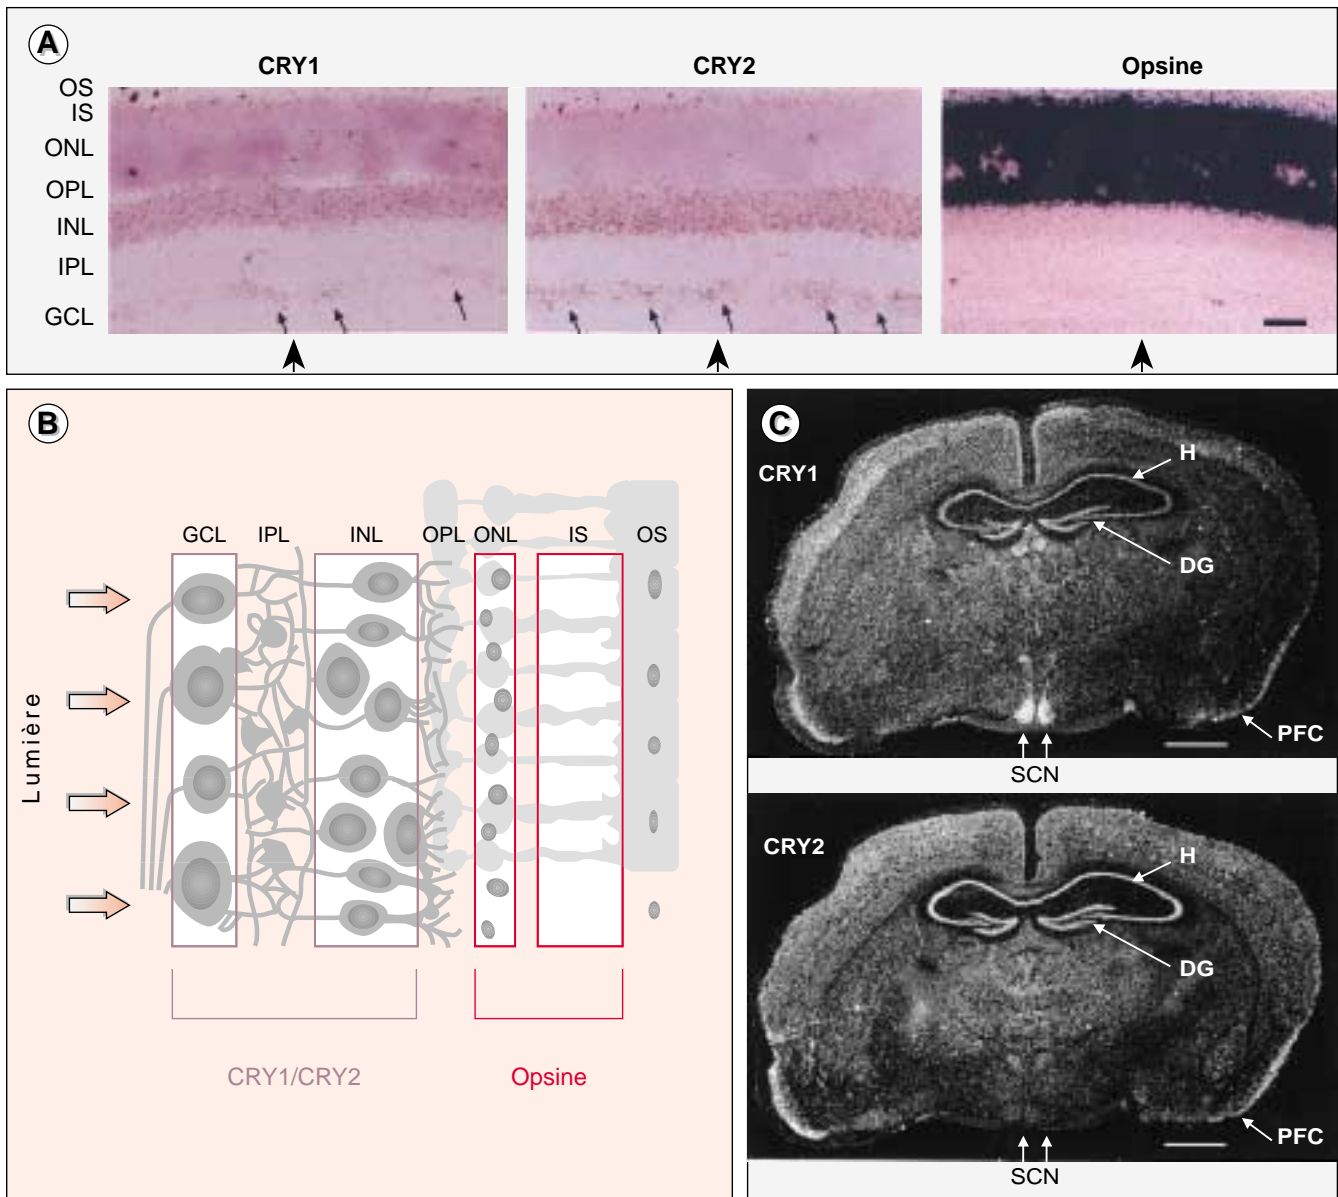 A
CRY1
CRY2
Opsine
OS
IS
ONL
OPL
INL
IPL
GCL
B
GCL IPL INL OPL ONL IS OS
Lumière
CRY1/CRY2
Opsine
C
CRY1
H
DG
PFC
SCN
CRY2
H
DG
PFC
SCN